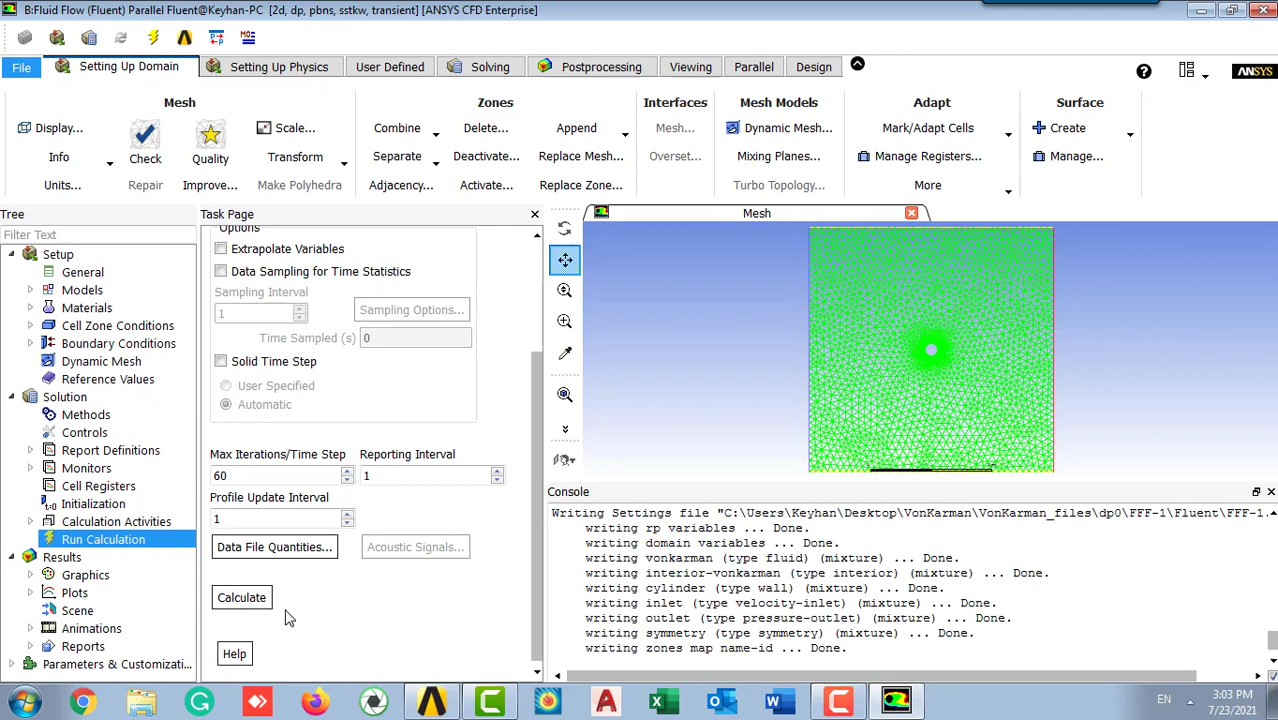 B:Fluid Flow (Fluent) Parallel Fluent@Keyhan-PC [2d, dp, pbns, sstkw, transient] [ANSYS CFD Enterprise]
File
Setting Up Domain
Setting Up Physics
User Defined
Solving
Postprocessing
Viewing
Parallel
Design
ANSYS
Mesh
Zones
Interfaces
Mesh Models
Adapt
Surface
Display...
Info
Units...
Check
Repair
Quality
Improve...
Scale...
Transform
Make Polyhedra
Combine
Separate
Adjacency...
Delete...
Deactivate...
Activate...
Append
Replace Mesh...
Replace Zone...
Mesh...
Overset...
Dynamic Mesh...
Mixing Planes...
Turbo Topology...
Mark/Adapt Cells
Manage Registers...
More
Create
Manage...
Tree
Filter Text
Setup
General
Models
Materials
Cell Zone Conditions
Boundary Conditions
Dynamic Mesh
Reference Values
Solution
Methods
Controls
Report Definitions
Monitors
Cell Registers
Initialization
Calculation Activities
Run Calculation
Results
Graphics
Plots
Scene
Animations
Reports
Parameters & Customizati...
Task Page
Options
Extrapolate Variables
Data Sampling for Time Statistics
Sampling Interval
1
Sampling Options...
Time Sampled (s) 0
Solid Time Step
User Specified
Automatic
Max Iterations/Time Step
Reporting Interval
60
1
Profile Update Interval
1
Data File Quantities...
Acoustic Signals...
Calculate
Help
Mesh
Console
Writing Settings file "C:\Users\Keyhan\Desktop\VonKarman\VonKarman_files\dp0\FFF-1\Fluent\FFF-1.
writing rp variables ... Done.
writing domain variables ... Done.
writing vonkarman (type fluid) (mixture) ... Done.
writing interior-vonkarman (type interior) (mixture) ... Done.
writing cylinder (type wall) (mixture) ... Done.
writing inlet (type velocity-inlet) (mixture) ... Done.
writing outlet (type pressure-outlet) (mixture) ... Done.
writing symmetry (type symmetry) (mixture) ... Done.
writing zones map name-id ... Done.
EN
3:03 PM
7/23/2021